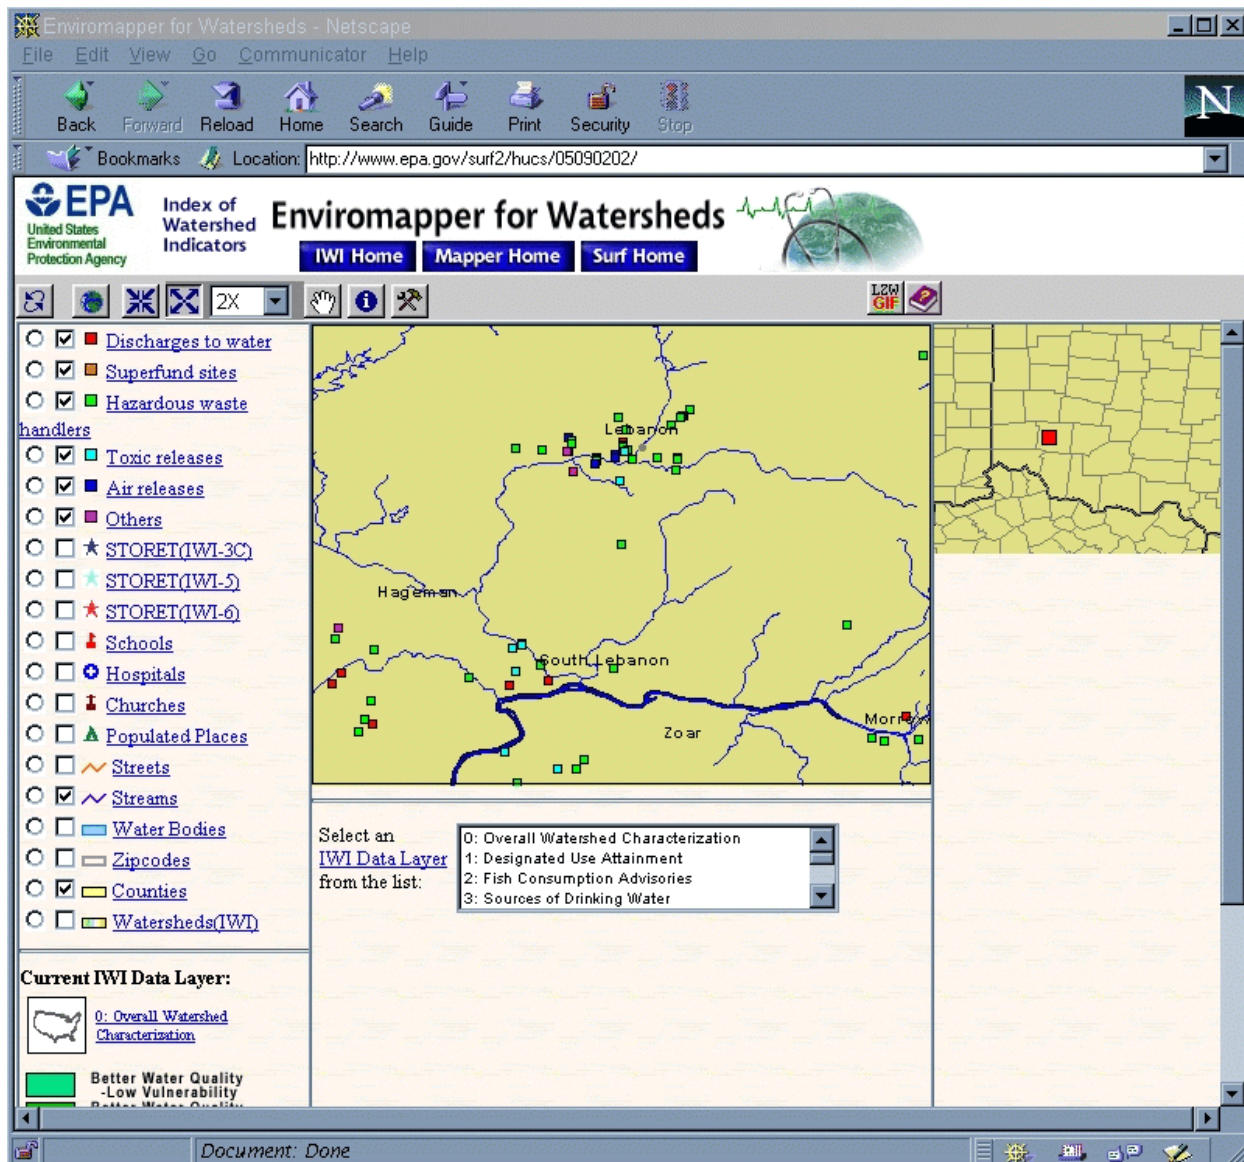 Enviromapper for Watersheds - Netscape
File Edit View Go Communicator Help
Back Forward Reload Home Search Guide Print Security Stop
N
Bookmarks Location: http://www.epa.gov/surf2/hucs/05090202/
EPA
United States
Environmental
Protection Agency
Index of
Watershed
Indicators
Enviromapper for Watersheds
IWI Home Mapper Home Surf Home
2X
LZW
GIF
Discharges to water
Superfund sites
Hazardous waste
handlers
Toxic releases
Air releases
Others
STORET(IWI-3C)
STORET(IWI-5)
STORET(IWI-6)
Schools
Hospitals
Churches
Populated Places
Streets
Streams
Water Bodies
Zipcodes
Counties
Watersheds(IWI)
Lebanon
Hageman
South Lebanon
Zoar
Morrow
Select an
IWI Data Layer
from the list:
0: Overall Watershed Characterization
1: Designated Use Attainment
2: Fish Consumption Advisories
3: Sources of Drinking Water
Current IWI Data Layer:
0: Overall Watershed
Characterization
Better Water Quality
-Low Vulnerability
Better Water Quality
Document: Done